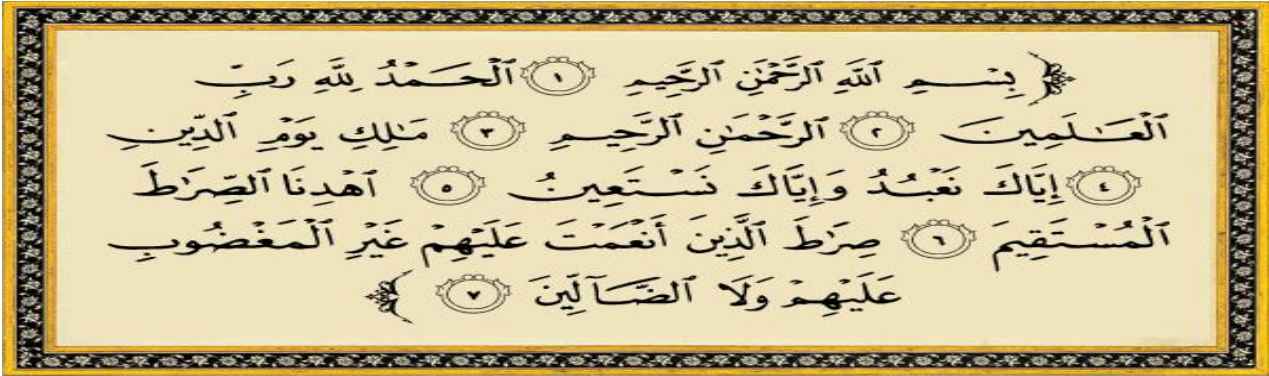 ﴿ بِسْمِ ٱللَّهِ ٱلرَّحْمَٰنِ ٱلرَّحِيمِ ١ ٱلْحَمْدُ لِلَّهِ رَبِّ
ٱلْعَٰلَمِينَ ٢ ٱلرَّحْمَٰنِ ٱلرَّحِيمِ ٣ مَٰلِكِ يَوْمِ ٱلدِّينِ
٤ إِيَّاكَ نَعْبُدُ وَإِيَّاكَ نَسْتَعِينُ ٥ ٱهْدِنَا ٱلصِّرَٰطَ
ٱلْمُسْتَقِيمَ ٦ صِرَٰطَ ٱلَّذِينَ أَنْعَمْتَ عَلَيْهِمْ غَيْرِ ٱلْمَغْضُوبِ
عَلَيْهِمْ وَلَا ٱلضَّآلِّينَ ٧ ﴾